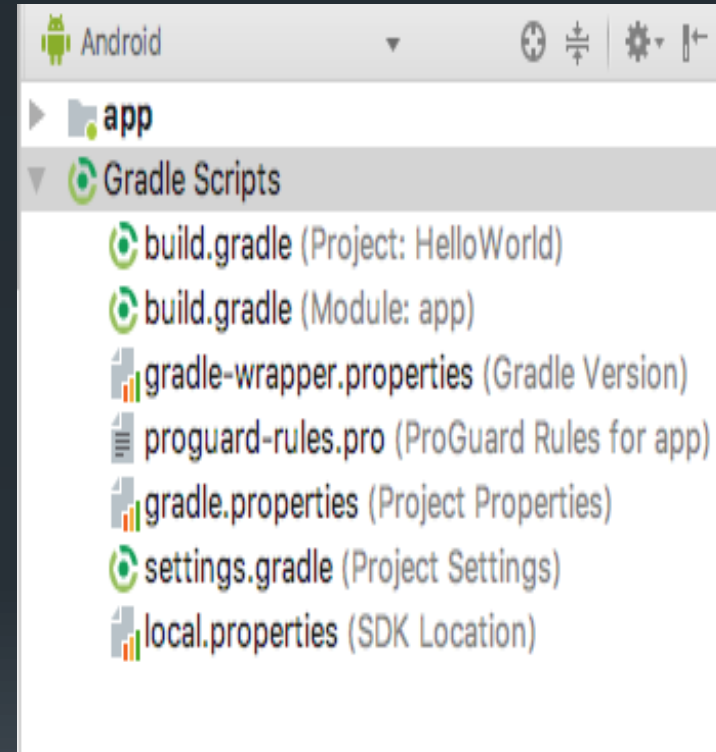 Android
app
Gradle Scripts
build.gradle (Project: HelloWorld)
build.gradle (Module: app)
gradle-wrapper.properties (Gradle Version)
proguard-rules.pro (ProGuard Rules for app)
gradle.properties (Project Properties)
settings.gradle (Project Settings)
local.properties (SDK Location)